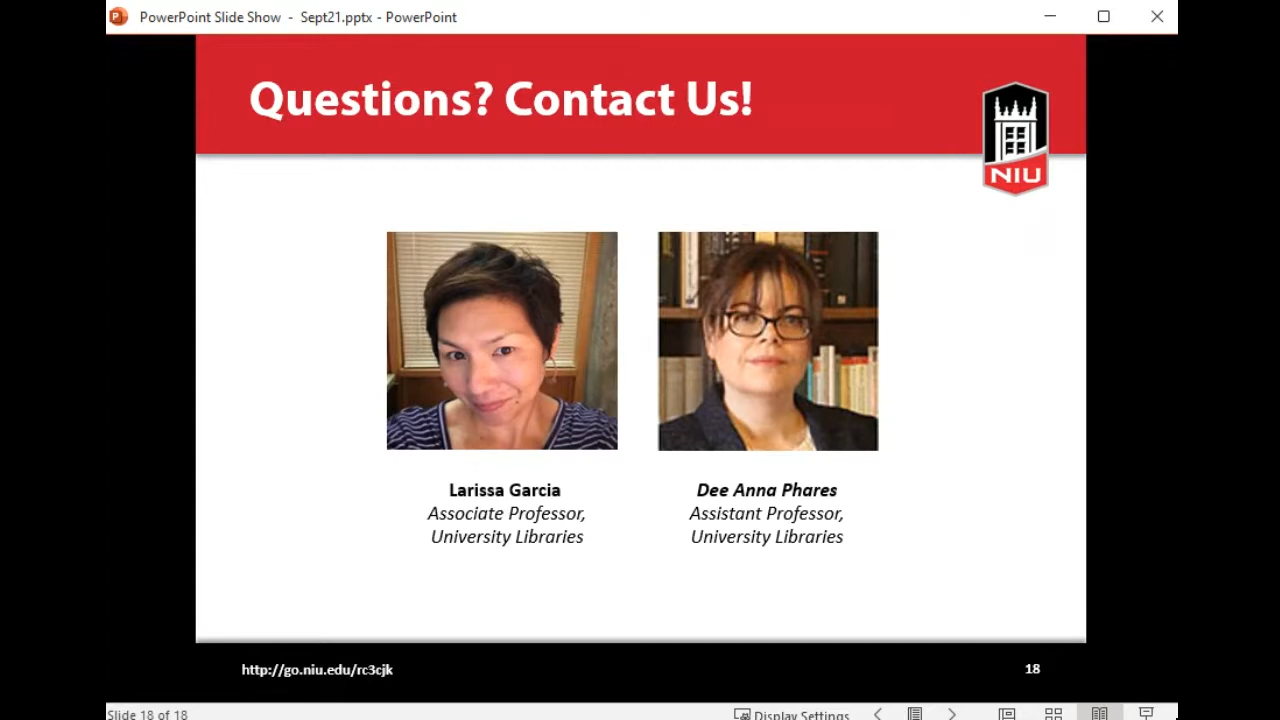 PowerPoint Slide Show - Sept21.pptx - PowerPoint
Questions? Contact Us!
NIU
Larissa Garcia
Associate Professor,
University Libraries
Dee Anna Phares
Assistant Professor,
University Libraries
http://go.niu.edu/rc3cjk
18
Slide 18 of 18
Display Settings